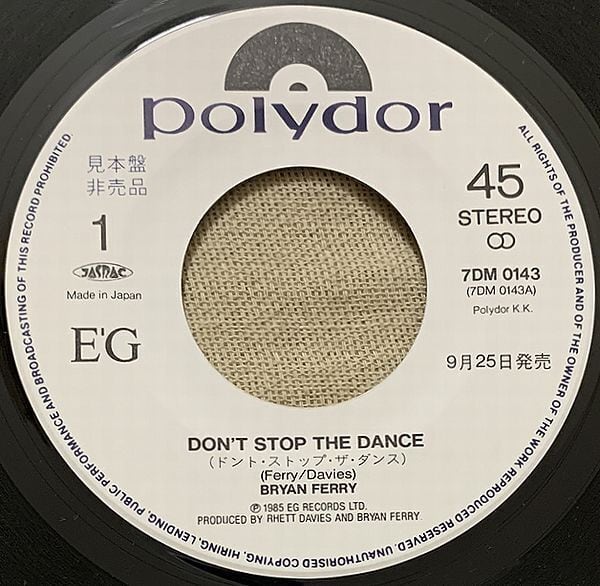 polydor
見本盤
非売品
1
JASRAC
Made in Japan
E'G
45
STEREO
7DM 0143
(7DM 0143A)
Polydor K.K.
9月25日発売
DON'T STOP THE DANCE
(ドント・ストップ・ザ・ダンス)
(Ferry/Davies)
BRYAN FERRY
Ⓟ 1985 EG RECORDS LTD.
PRODUCED BY RHETT DAVIES AND BRYAN FERRY.
ALL RIGHTS OF THE PRODUCER AND OF THE OWNER OF THE WORK REPRODUCED RESERVED. UNAUTHORISED COPYING, HIRING, LENDING, PUBLIC PERFORMANCE AND BROADCASTING OF THIS RECORD PROHIBITED.